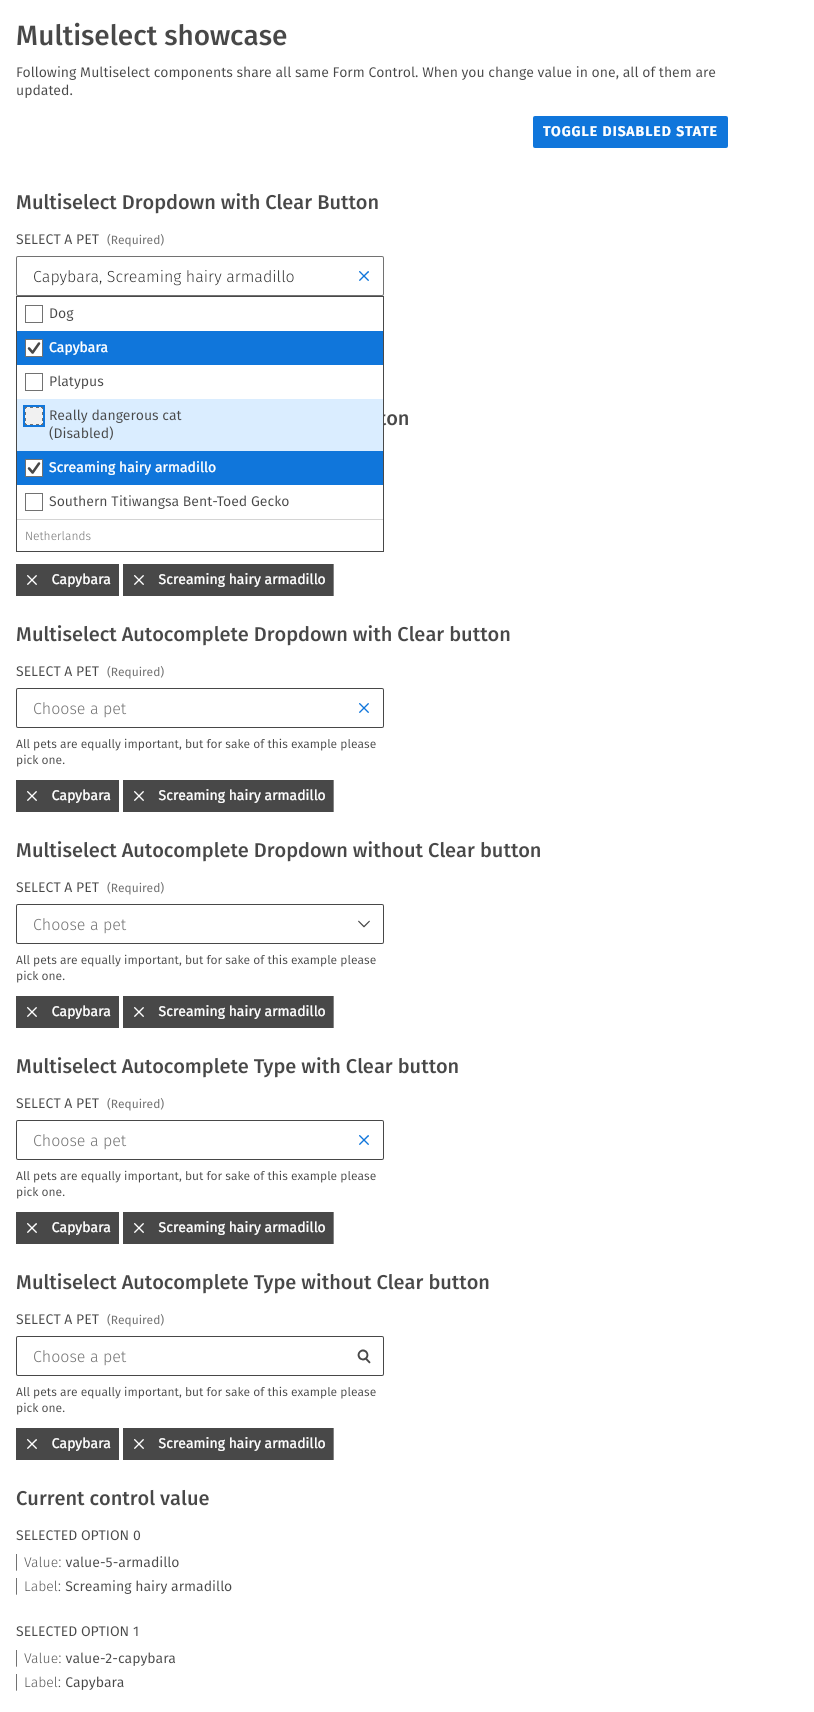 Multiselect showcase
Following Multiselect components share all same Form Control. When you change value in one, all of them are
updated.
TOGGLE DISABLED STATE
Multiselect Dropdown with Clear Button
SELECT A PET (Required)
Capybara, Screaming hairy armadillo
Dog
Capybara
Platypus
Really dangerous cat
(Disabled)
Screaming hairy armadillo
Southern Titiwangsa Bent-Toed Gecko
Netherlands
Capybara Screaming hairy armadillo
Multiselect Autocomplete Dropdown with Clear button
SELECT A PET (Required)
Choose a pet
All pets are equally important, but for sake of this example please
pick one.
Capybara Screaming hairy armadillo
Multiselect Autocomplete Dropdown without Clear button
SELECT A PET (Required)
Choose a pet
All pets are equally important, but for sake of this example please
pick one.
Capybara Screaming hairy armadillo
Multiselect Autocomplete Type with Clear button
SELECT A PET (Required)
Choose a pet
All pets are equally important, but for sake of this example please
pick one.
Capybara Screaming hairy armadillo
Multiselect Autocomplete Type without Clear button
SELECT A PET (Required)
Choose a pet
All pets are equally important, but for sake of this example please
pick one.
Capybara Screaming hairy armadillo
Current control value
SELECTED OPTION 0
Value: value-5-armadillo
Label: Screaming hairy armadillo
SELECTED OPTION 1
Value: value-2-capybara
Label: Capybara